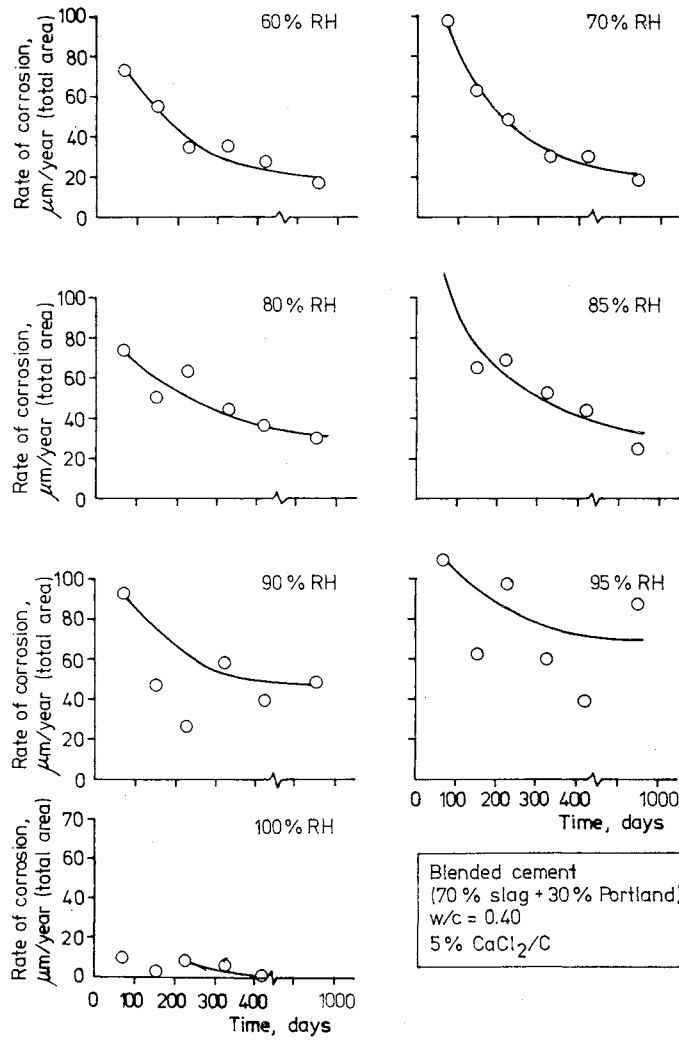 Rate of corrosion,
µm/year (total area)
100
80
60
40
20
0
60 % RH
70 % RH
Rate of corrosion,
µm/year (total area)
100
80
60
40
20
0
80 % RH
85 % RH
Rate of corrosion,
µm/year (total area)
100
80
60
40
20
0
90 % RH
95 % RH
0 100 200 300 400 1000
Time, days
Rate of corrosion,
µm/year (total area)
70
60
40
20
0
100 % RH
0 100 200 300 400 1000
Time, days
Blended cement
(70 % slag + 30 % Portland)
w/c = 0.40
5 % CaCl₂/C